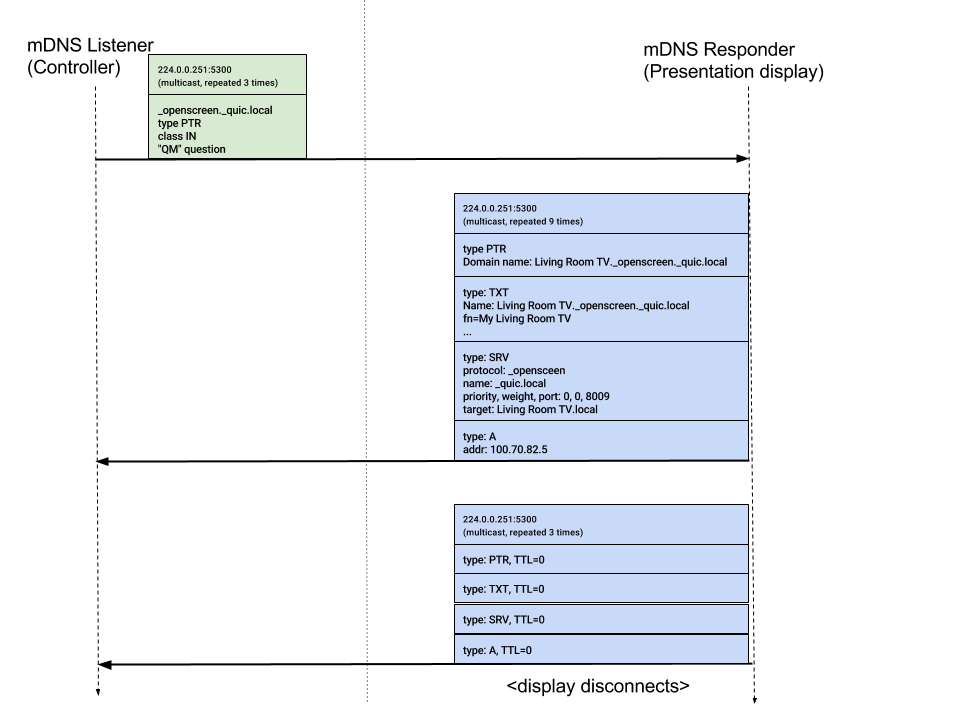 mDNS Listener
(Controller)
mDNS Responder
(Presentation display)
224.0.0.251:5300
(multicast, repeated 3 times)
_openscreen._quic.local
type PTR
class IN
"QM" question
224.0.0.251:5300
(multicast, repeated 9 times)
type PTR
Domain name: Living Room TV._openscreen._quic.local
type: TXT
Name: Living Room TV._openscreen._quic.local
fn=My Living Room TV
...
type: SRV
protocol: _opensceen
name: _quic.local
priority, weight, port: 0, 0, 8009
target: Living Room TV.local
type: A
addr: 100.70.82.5
224.0.0.251:5300
(multicast, repeated 3 times)
type: PTR, TTL=0
type: TXT, TTL=0
type: SRV, TTL=0
type: A, TTL=0
<display disconnects>